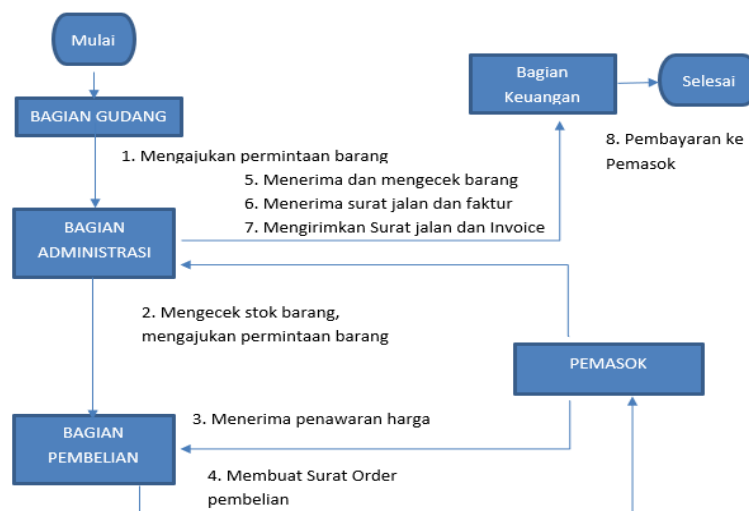 Mulai
BAGIAN GUDANG
1. Mengajukan permintaan barang
5. Menerima dan mengecek barang
6. Menerima surat jalan dan faktur
7. Mengirimkan Surat jalan dan Invoice
Bagian
Keuangan
Selesai
8. Pembayaran ke
Pemasok
BAGIAN
ADMINISTRASI
2. Mengecek stok barang,
mengajukan permintaan barang
PEMASOK
3. Menerima penawaran harga
BAGIAN
PEMBELIAN
4. Membuat Surat Order
pembelian